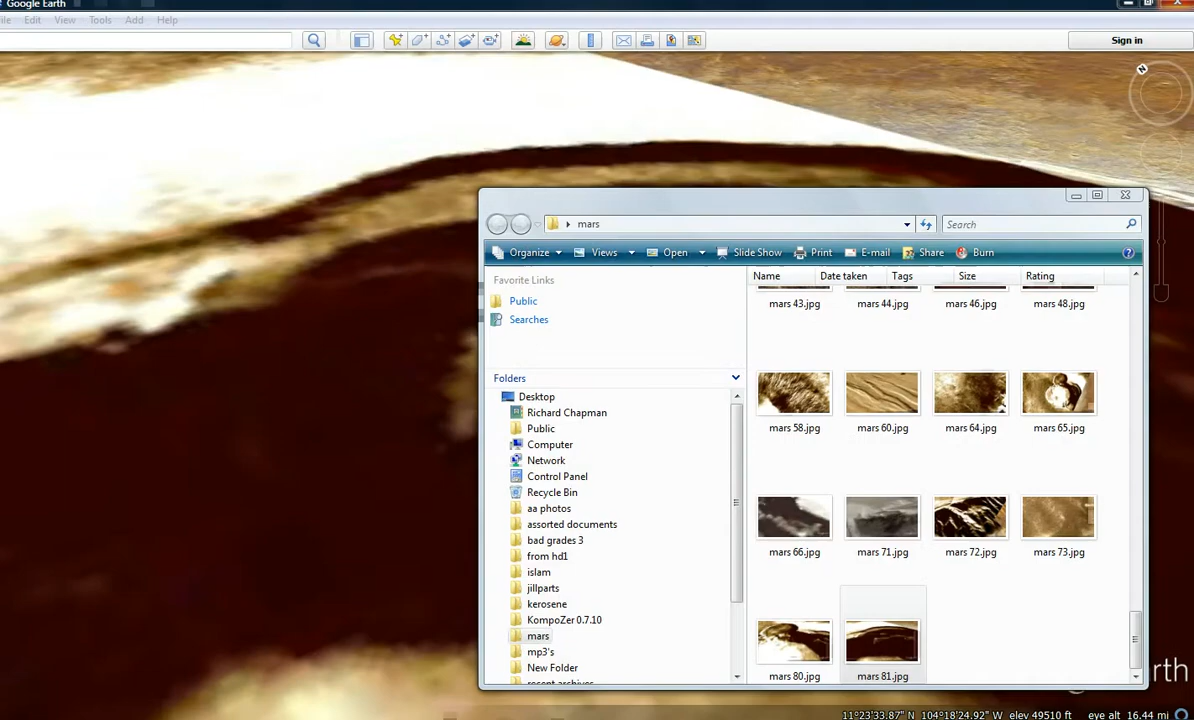 Google Earth
File Edit View Tools Add Help
Sign in
N
mars
Search
Organize Views Open Slide Show Print E-mail Share Burn
Favorite Links
Public
Searches
Folders
Desktop
Richard Chapman
Public
Computer
Network
Control Panel
Recycle Bin
aa photos
assorted documents
bad grades 3
from hd1
islam
jillparts
kerosene
KompoZer 0.7.10
mars
mp3's
New Folder
recent archives
Name Date taken Tags Size Rating
mars 43.jpg mars 44.jpg mars 46.jpg mars 48.jpg
mars 58.jpg mars 60.jpg mars 64.jpg mars 65.jpg
mars 66.jpg mars 71.jpg mars 72.jpg mars 73.jpg
mars 80.jpg mars 81.jpg
arth
11°23'33.87" N 104°18'24.92" W elev 49510 ft eye alt 16.44 mi